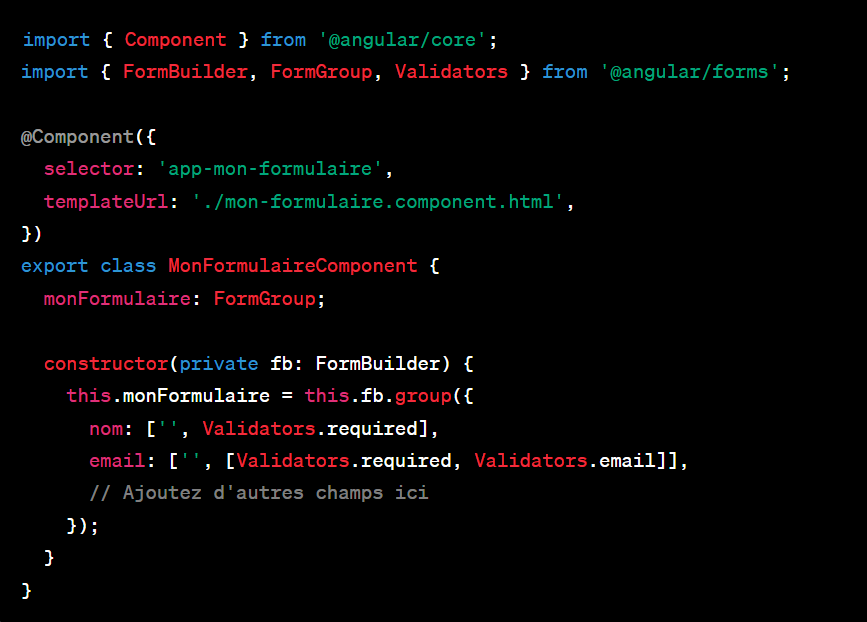 import { Component } from '@angular/core';
import { FormBuilder, FormGroup, Validators } from '@angular/forms';

@Component({
  selector: 'app-mon-formulaire',
  templateUrl: './mon-formulaire.component.html',
})
export class MonFormulaireComponent {
  monFormulaire: FormGroup;

  constructor(private fb: FormBuilder) {
    this.monFormulaire = this.fb.group({
      nom: ['', Validators.required],
      email: ['', [Validators.required, Validators.email]],
      // Ajoutez d'autres champs ici
    });
  }
}